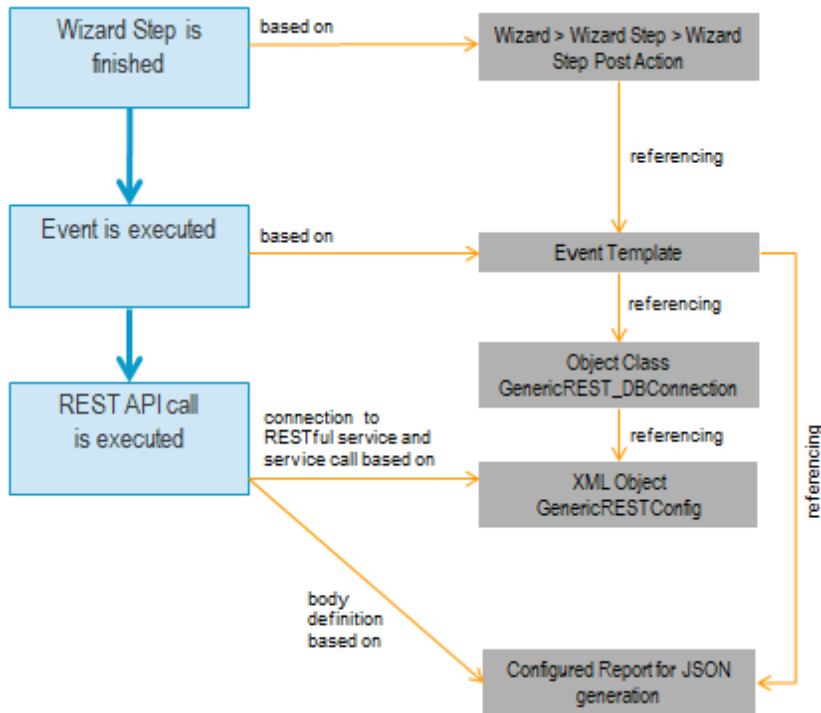 Wizard Step is
finished
based on
Wizard > Wizard Step > Wizard
Step Post Action
referencing
Event is executed
based on
Event Template
referencing
Object Class
GenericREST_DBConnection
REST API call
is executed
connection to
RESTful service and
service call based on
referencing
XML Object
GenericRESTConfig
referencing
body
definition
based on
Configured Report for JSON
generation